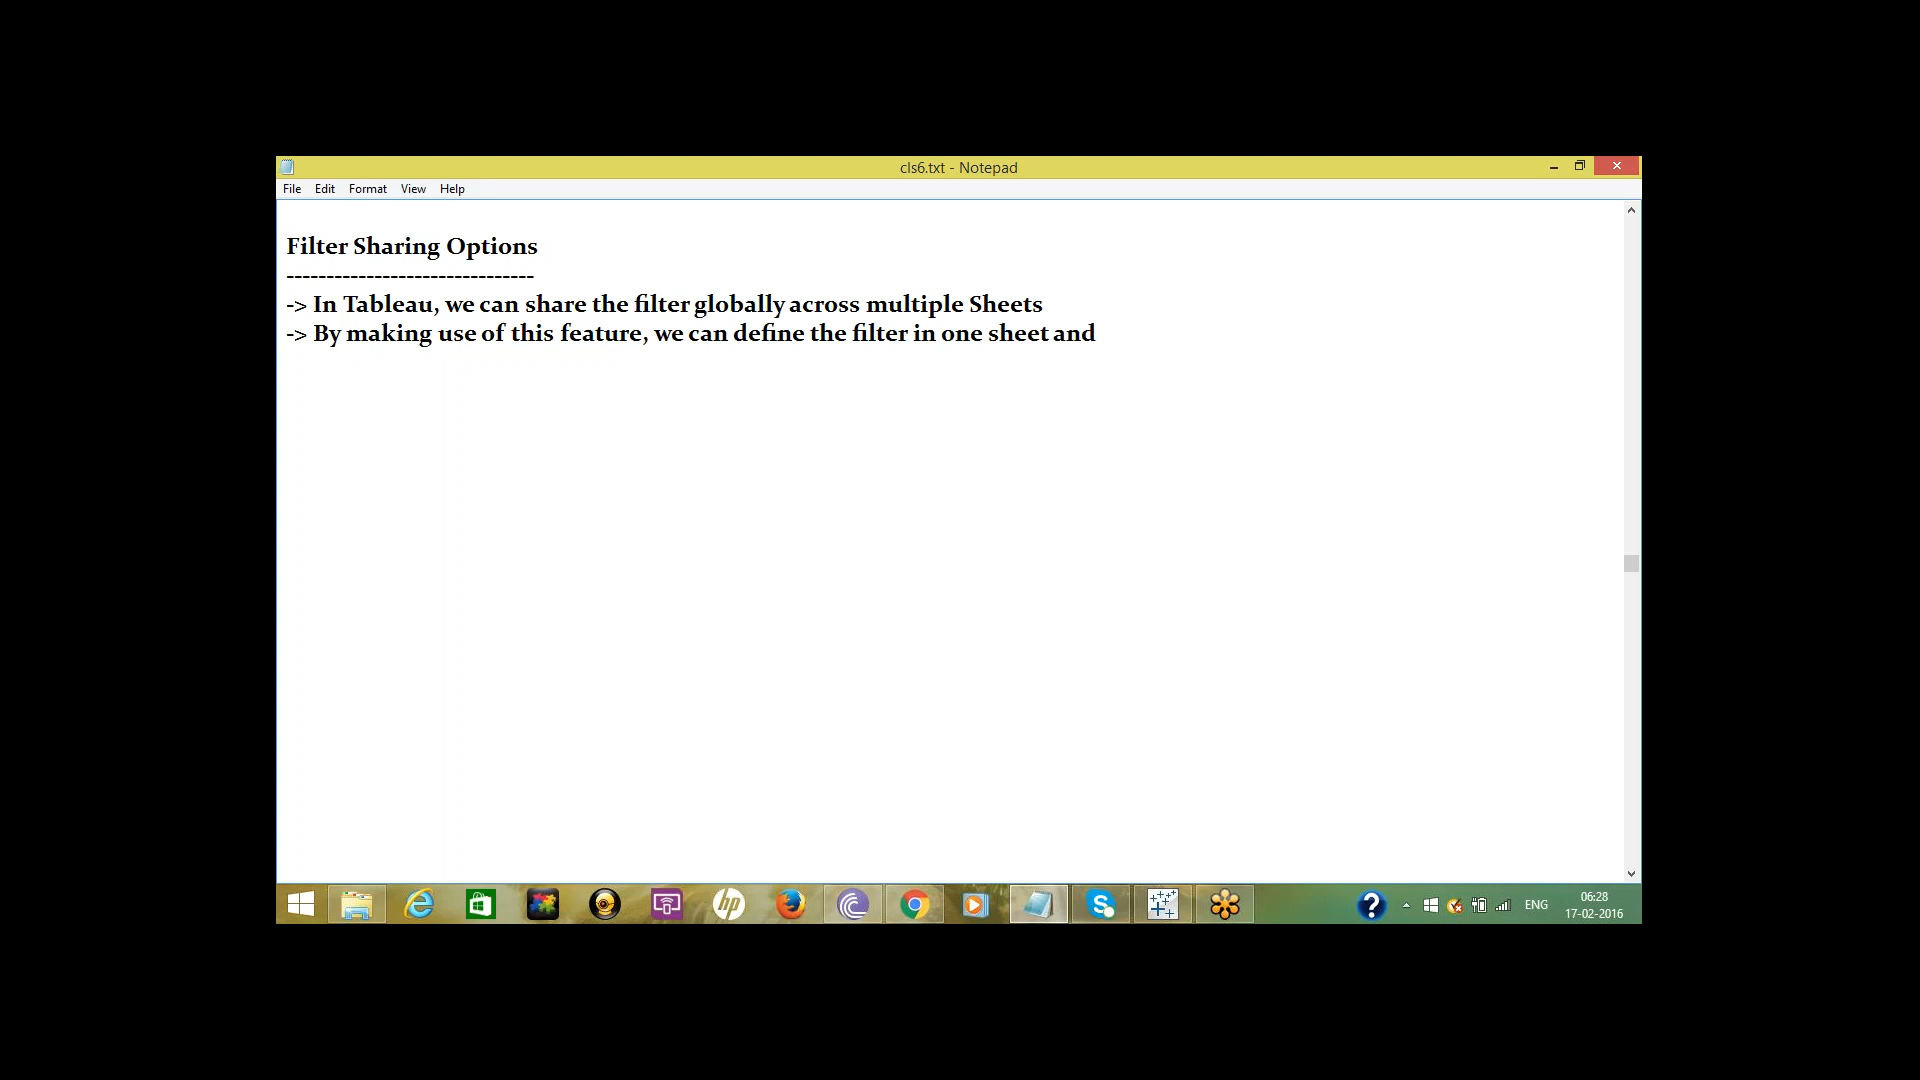 cls6.txt - Notepad
File Edit Format View Help
Filter Sharing Options
-------------------------------
-> In Tableau, we can share the filter globally across multiple Sheets
-> By making use of this feature, we can define the filter in one sheet and
hp
ENG
06:28
17-02-2016